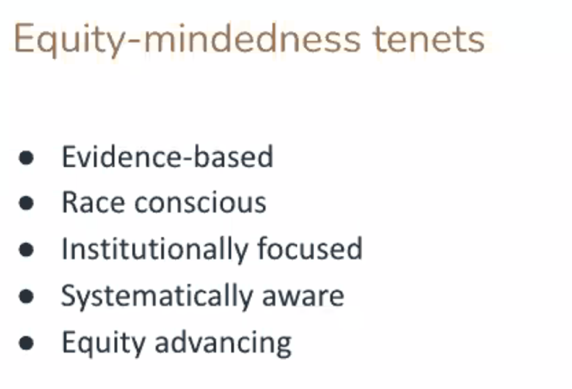 Equity-mindedness tenets
● Evidence-based
● Race conscious
● Institutionally focused
● Systematically aware
● Equity advancing